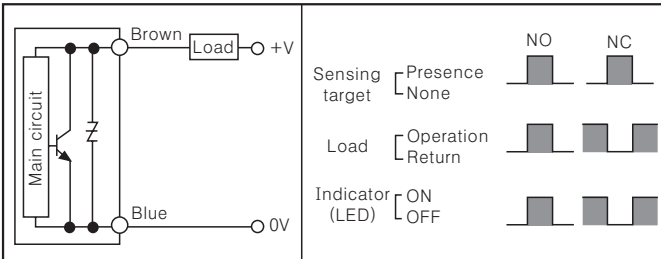 Brown
Load
+V
Main circuit
Blue
0V
NO NC
Sensing target
Presence
None
Load
Operation
Return
Indicator (LED)
ON
OFF